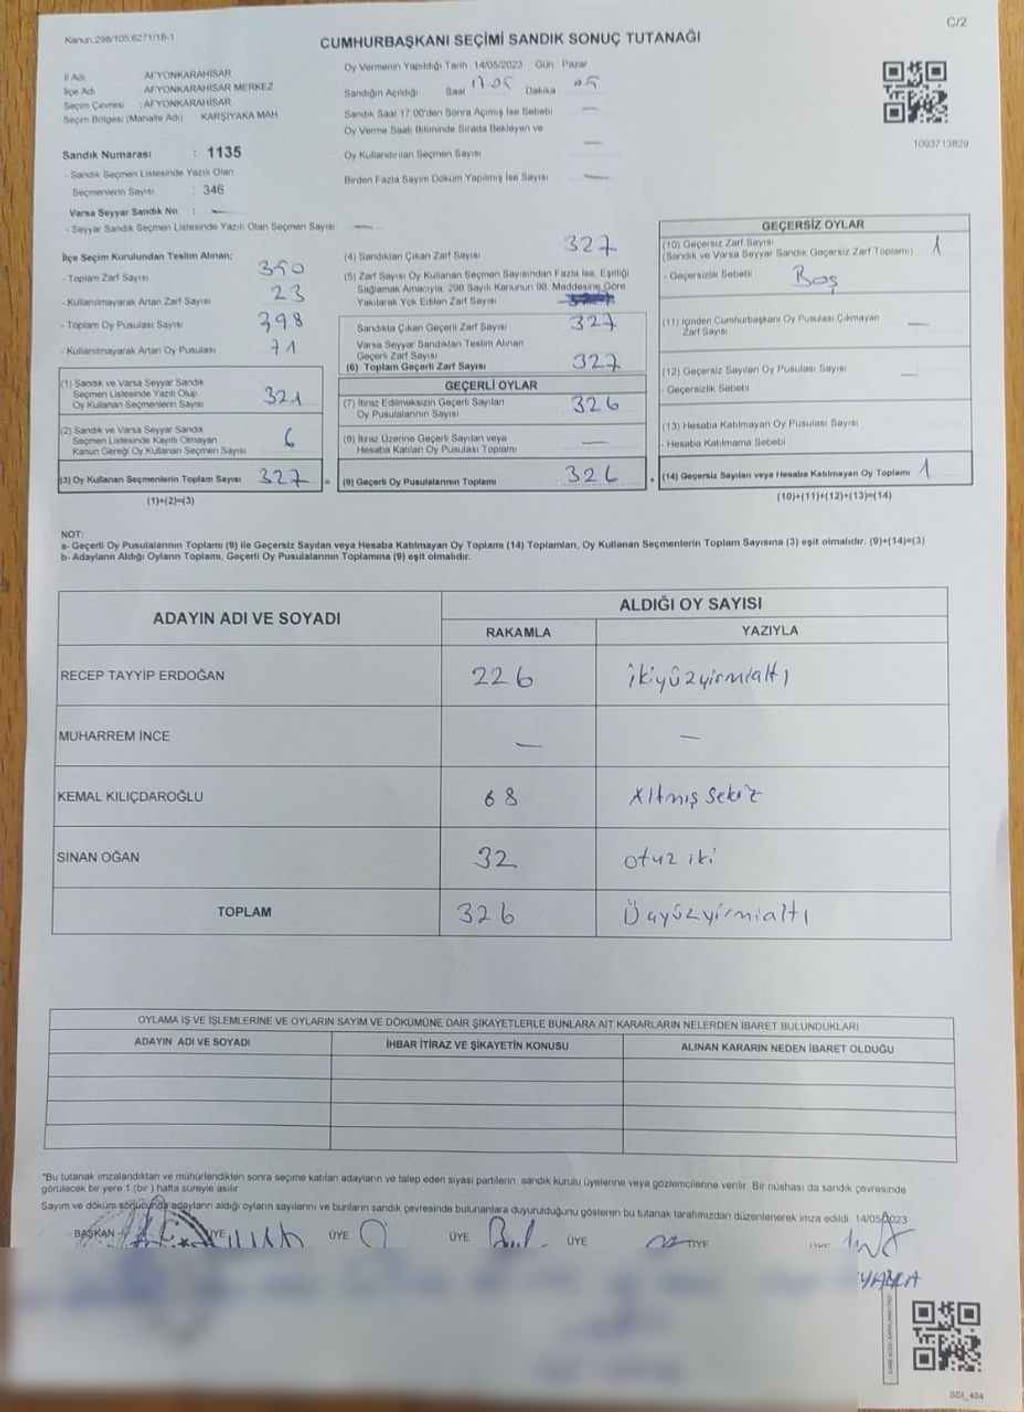 C/2
Kanun:298/105,6271/18-1
CUMHURBAŞKANI SEÇİMİ SANDIK SONUÇ TUTANAĞI
İl Adı : AFYONKARAHİSAR
İlçe Adı : AFYONKARAHİSAR MERKEZ
Seçim Çevresi : AFYONKARAHİSAR
Seçim Bölgesi (Mahalle Adı) : KARŞIYAKA MAH
Sandık Numarası : 1135
- Sandık Seçmen Listesinde Yazılı Olan
Seçmenlerin Sayısı : 346
Varsa Seyyar Sandık No : —
- Seyyar Sandık Seçmen Listesinde Yazılı Olan Seçmen Sayısı —
Oy Vermenin Yapıldığı Tarih :14/05/2023 Gün : Pazar
Sandığın Açıldığı Saat 17.05 Dakika 05
Sandık Saat 17.00'den Sonra Açılmış İse Sebebi —
Oy Verme Saati Bitiminde Sırada Bekleyen ve
Oy Kullandırılan Seçmen Sayısı —
Birden Fazla Sayım Döküm Yapılmış İse Sayısı —
1093713829
İlçe Seçim Kurulundan Teslim Alınan;
- Toplam Zarf Sayısı 350
- Kullanılmayarak Artan Zarf Sayısı 23
- Toplam Oy Pusulası Sayısı 398
- Kullanılmayarak Artan Oy Pusulası 71
(1) Sandık ve Varsa Seyyar Sandık
Seçmen Listesinde Yazılı Olup
Oy Kullanan Seçmenlerin Sayısı 321
(2) Sandık ve Varsa Seyyar Sandık
Seçmen Listesinde Kayıtlı Olmayan
Kanun Gereği Oy Kullanan Seçmen Sayısı 6
(3) Oy Kullanan Seçmenlerin Toplam Sayısı 327 =
(1)+(2)=(3)
(4) Sandıktan Çıkan Zarf Sayısı 327
(5) Zarf Sayısı Oy Kullanan Seçmen Sayısından Fazla İse, Eşitliği
Sağlamak Amacıyla, 298 Sayılı Kanunun 98. Maddesine Göre
Yakılarak Yok Edilen Zarf Sayısı
Sandıkta Çıkan Geçerli Zarf Sayısı 327
Varsa Seyyar Sandıktan Teslim Alınan
Geçerli Zarf Sayısı
(6) Toplam Geçerli Zarf Sayısı 327
GEÇERLİ OYLAR
(7) İtiraz Edilmeksizin Geçerli Sayılan
Oy Pusulalarının Sayısı 326
(8) İtiraz Üzerine Geçerli Sayılan veya
Hesaba Katılan Oy Pusulası Toplamı —
(9) Geçerli Oy Pusulalarının Toplamı 326 +
GEÇERSİZ OYLAR
(10) Geçersiz Zarf Sayısı 1
(Sandık ve Varsa Seyyar Sandık Geçersiz Zarf Toplamı)
- Geçersizlik Sebebi Boş
(11) İçinden Cumhurbaşkanı Oy Pusulası Çıkmayan
Zarf Sayısı —
(12) Geçersiz Sayılan Oy Pusulası Sayısı —
- Geçersizlik Sebebi
(13) Hesaba Katılmayan Oy Pusulası Sayısı
- Hesaba Katılmama Sebebi
(14) Geçersiz Sayılan veya Hesaba Katılmayan Oy Toplamı 1
(10)+(11)+(12)+(13)=(14)
NOT:
a- Geçerli Oy Pusulalarının Toplamı (9) ile Geçersiz Sayılan veya Hesaba Katılmayan Oy Toplamı (14) Toplamları, Oy Kullanan Seçmenlerin Toplam Sayısına (3) eşit olmalıdır. (9)+(14)=(3)
b- Adayların Aldığı Oyların Toplamı, Geçerli Oy Pusulalarının Toplamına (9) eşit olmalıdır.
ADAYIN ADI VE SOYADI
ALDIĞI OY SAYISI
RAKAMLA YAZIYLA
RECEP TAYYİP ERDOĞAN 226 ikiyüzyirmialtı
MUHARREM İNCE — —
KEMAL KILIÇDAROĞLU 68 Altmış Sekiz
SİNAN OĞAN 32 otuz iki
TOPLAM 326 Üçyüzyirmialtı
OYLAMA İŞ VE İŞLEMLERİNE VE OYLARIN SAYIM VE DÖKÜMÜNE DAİR ŞİKAYETLERLE BUNLARA AİT KARARLARIN NELERDEN İBARET BULUNDUKLARI
ADAYIN ADI VE SOYADI İHBAR İTİRAZ VE ŞİKAYETİN KONUSU ALINAN KARARIN NEDEN İBARET OLDUĞU
"Bu tutanak imzalandıktan ve mühürlendikten sonra seçime katılan adayların ve talep eden siyasi partilerin, sandık kurulu üyelerine veya gözlemcilerine verilir. Bir nüshası da sandık çevresinde
görülecek bir yere 1 (bir ) hafta süreyle asılır.
Sayım ve döküm sonucunda adayların aldığı oyların sayılarını ve bunların sandık çevresinde bulunanlara duyurulduğunu gösteren bu tutanak tarafımızdan düzenlenerek imza edildi. 14/05/2023
BAŞKAN ÜYE ÜYE ÜYE ÜYE ÜYE